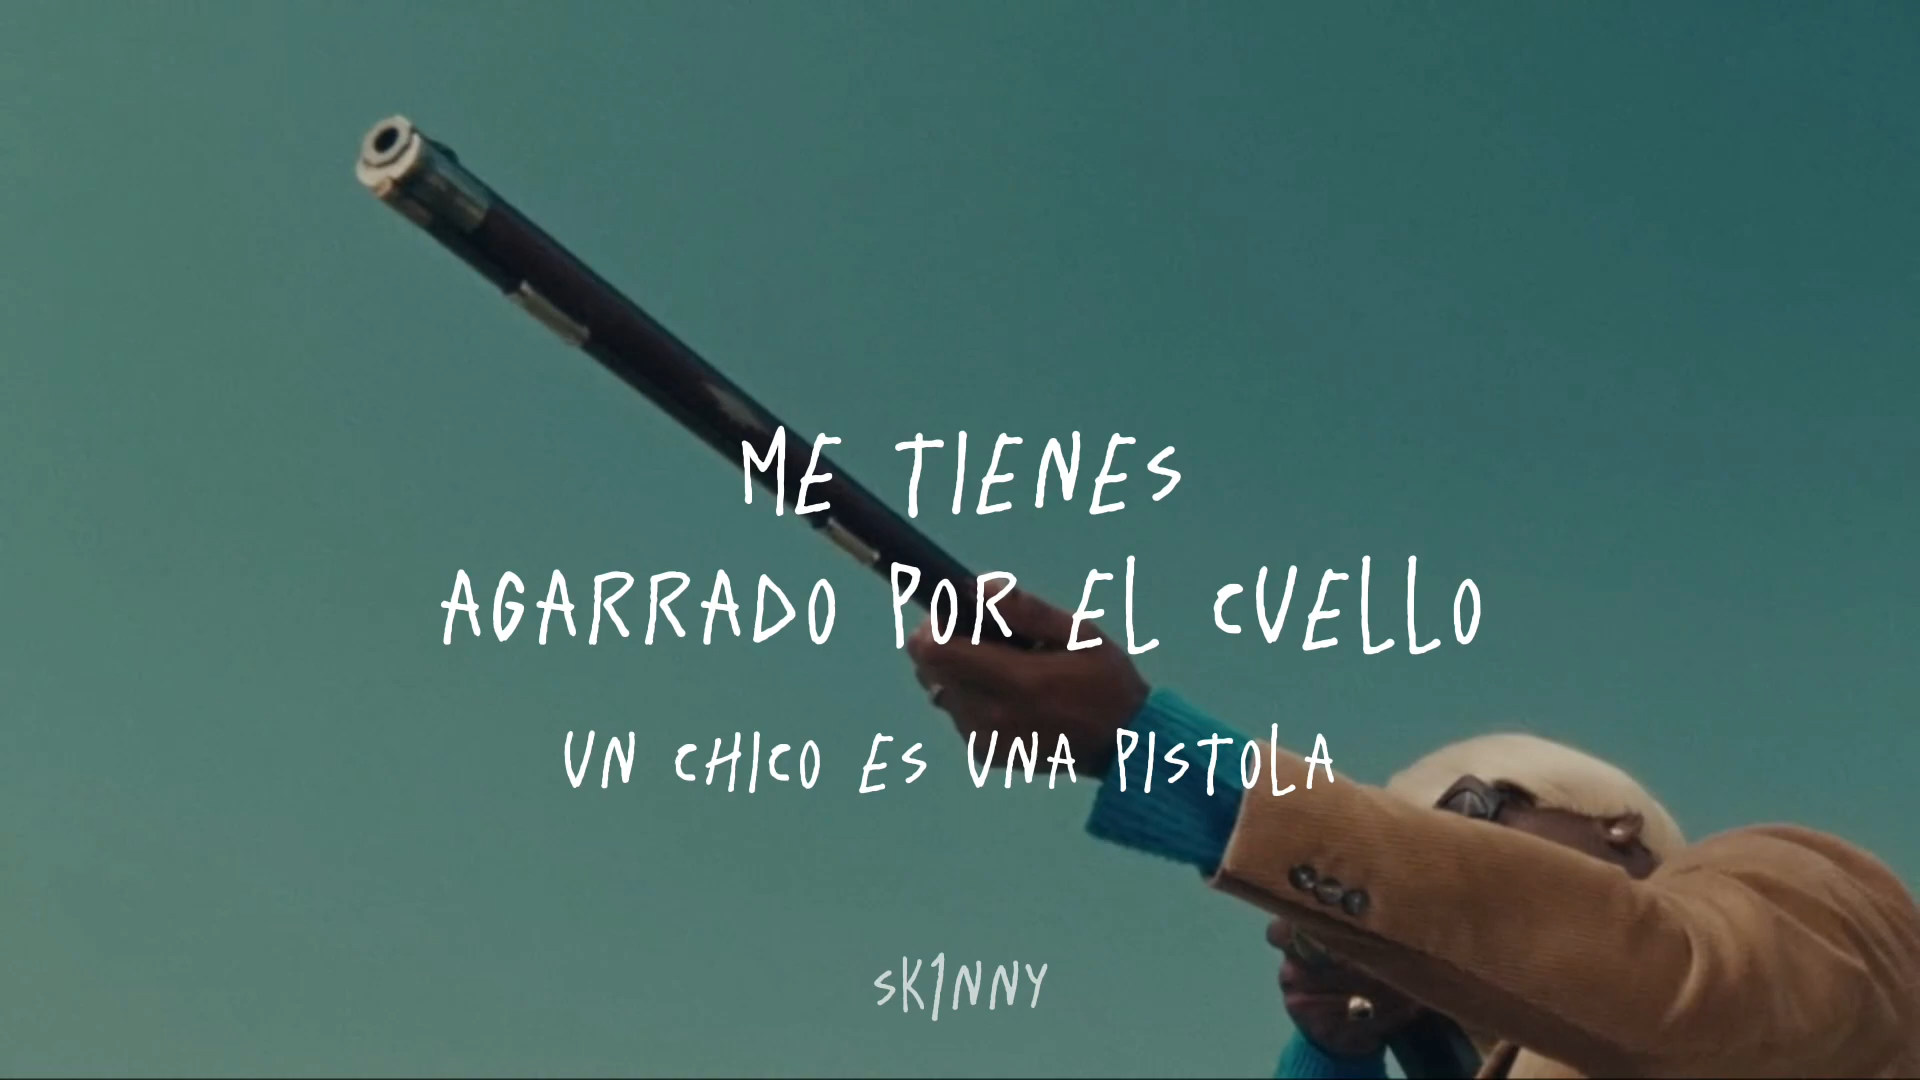 ME TIENES
AGARRADO POR EL CUELLO
UN CHICO ES UNA PISTOLA
SK1NNY